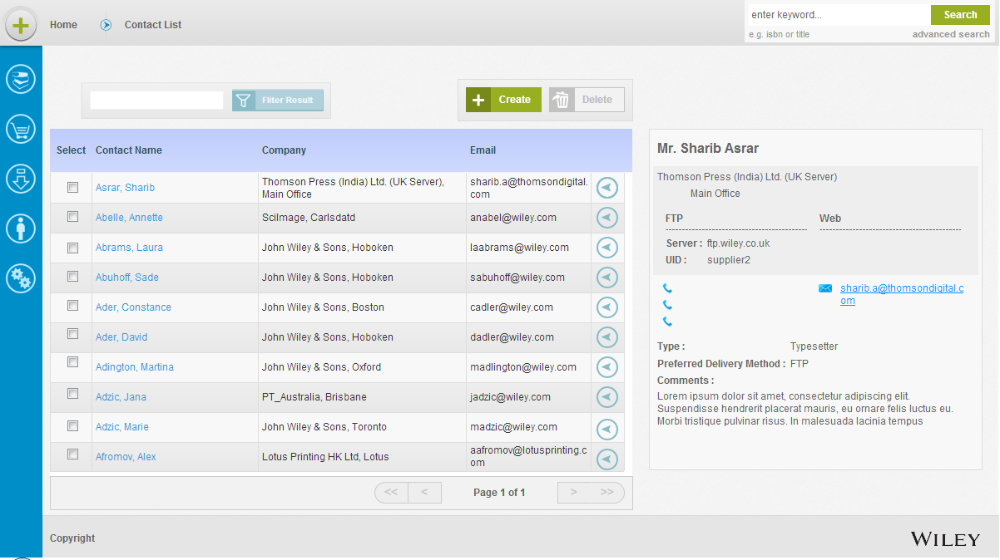 Home
Contact List
enter keyword...
Search
e.g. isbn or title
advanced search
Filter Result
Create
Delete
Select Contact Name Company Email
Asrar, Sharib Thomson Press (India) Ltd. (UK Server), sharib.a@thomsondigital.
Main Office com
Abelle, Annette Scilmage, Carlsdatd anabel@wiley.com
Abrams, Laura John Wiley & Sons, Hoboken laabrams@wiley.com
Abuhoff, Sade John Wiley & Sons, Hoboken sabuhoff@wiley.com
Ader, Constance John Wiley & Sons, Boston cadler@wiley.com
Ader, David John Wiley & Sons, Hoboken dadler@wiley.com
Adington, Martina John Wiley & Sons, Oxford madlington@wiley.com
Adzic, Jana PT_Australia, Brisbane jadzic@wiley.com
Adzic, Marie John Wiley & Sons, Toronto madzic@wiley.com
Afromov, Alex Lotus Printing HK Ltd, Lotus aafromov@lotusprinting.c
om
<< < Page 1 of 1 > >>
Mr. Sharib Asrar
Thomson Press (India) Ltd. (UK Server)
Main Office
FTP Web
Server : ftp.wiley.co.uk
UID : supplier2
sharib.a@thomsondigital.c
om
Type : Typesetter
Preferred Delivery Method : FTP
Comments :
Lorem ipsum dolor sit amet, consectetur adipiscing elit.
Suspendisse hendrerit placerat mauris, eu ornare felis luctus eu.
Morbi tristique pulvinar risus. In malesuada lacinia tempus
Copyright
WILEY